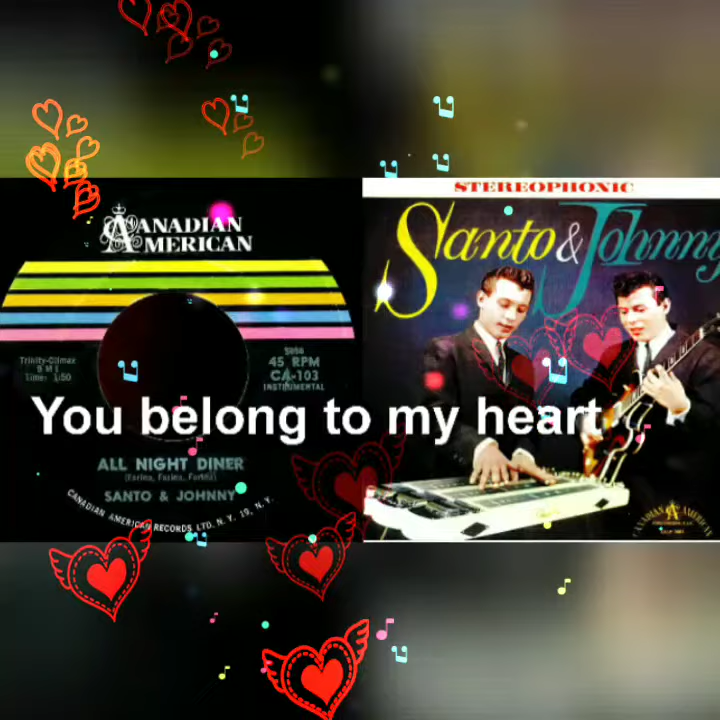 CANADIAN
AMERICAN
Trinity-Climax
BMI
Time: 1:50
45 RPM
CA-103
INSTRUMENTAL
ALL NIGHT DINER
SANTO & JOHNNY
CANADIAN AMERICAN RECORDS LTD. N.Y. 19, N.Y.
STEREOPHONIC
Santo & Johnny
You belong to my heart